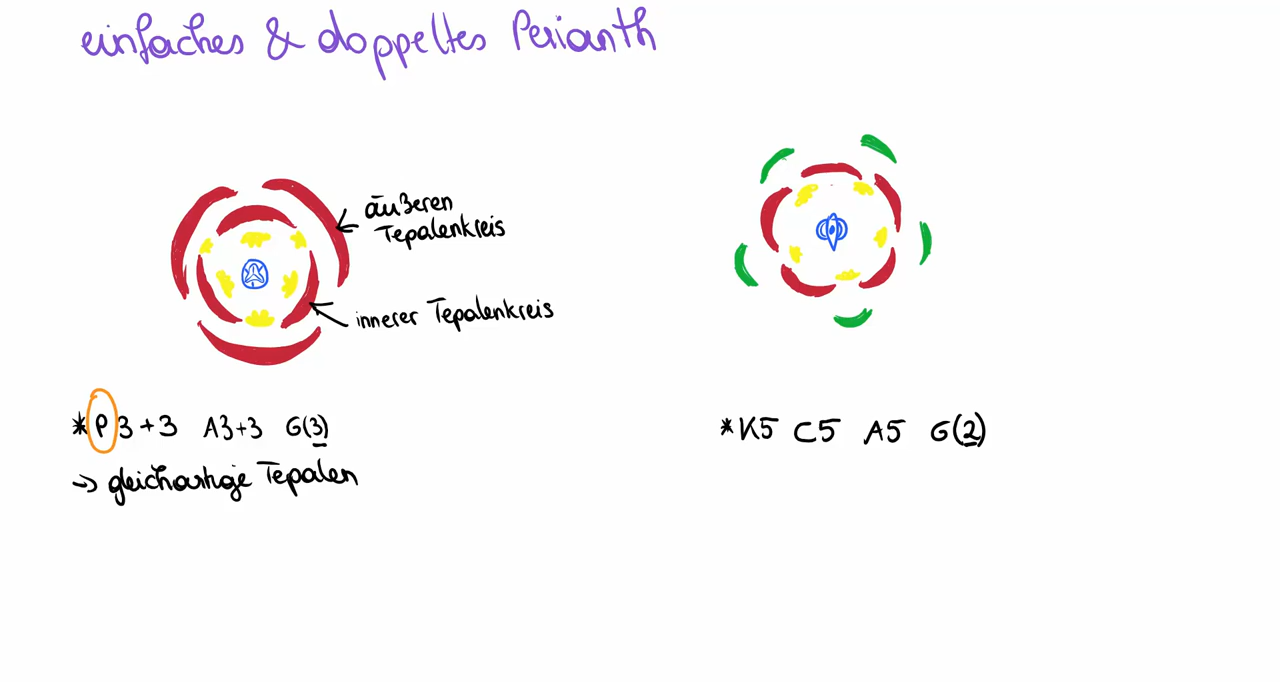 einfaches & doppeltes Perianth
äußeren
Tepalenkreis
innerer Tepalenkreis
* P 3 + 3 A3+3 G(3)
→ gleichartige Tepalen
* K5 C5 A5 G(2)